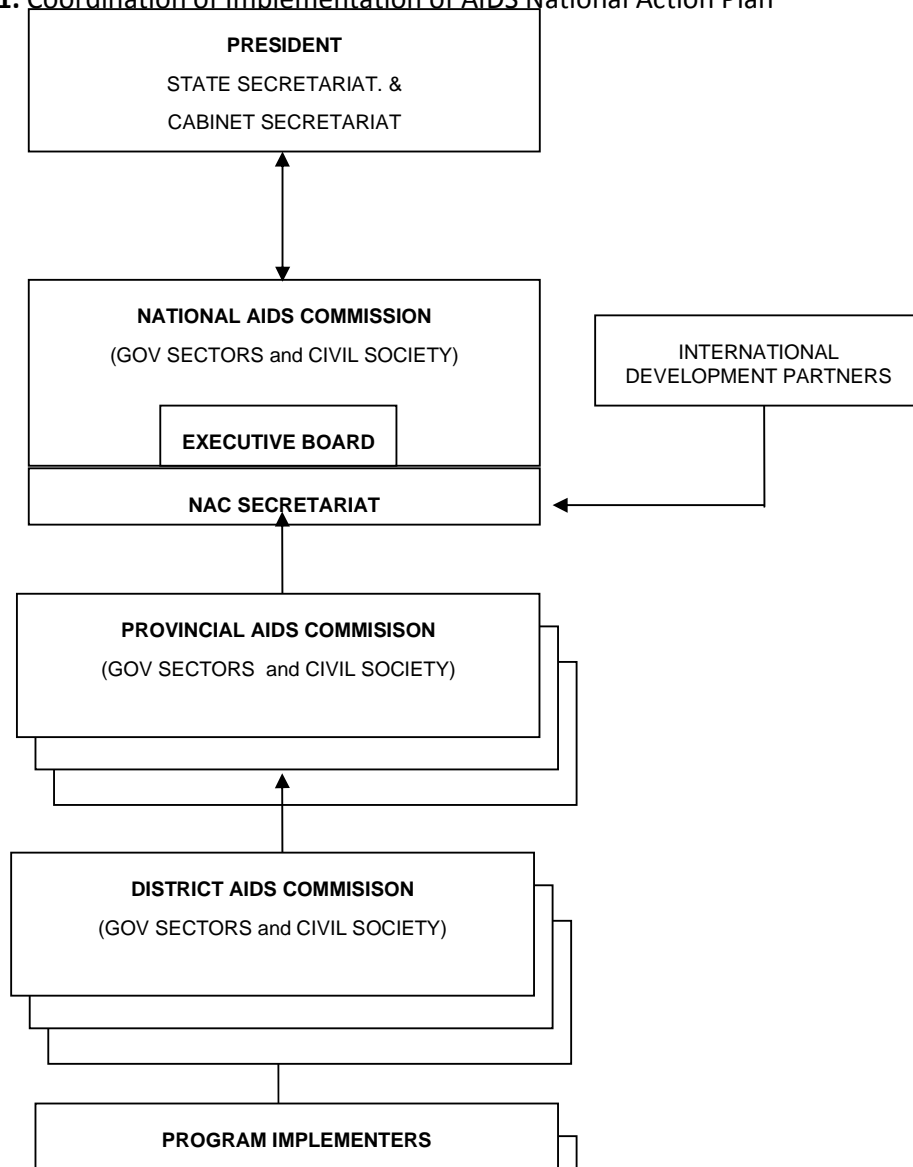 1. Coordination of Implementation of AIDS National Action Plan
PRESIDENT
STATE SECRETARIAT. &
CABINET SECRETARIAT
NATIONAL AIDS COMMISSION
(GOV SECTORS and CIVIL SOCIETY)
EXECUTIVE BOARD
NAC SECRETARIAT
INTERNATIONAL
DEVELOPMENT PARTNERS
PROVINCIAL AIDS COMMISISON
(GOV SECTORS and CIVIL SOCIETY)
DISTRICT AIDS COMMISISON
(GOV SECTORS and CIVIL SOCIETY)
PROGRAM IMPLEMENTERS